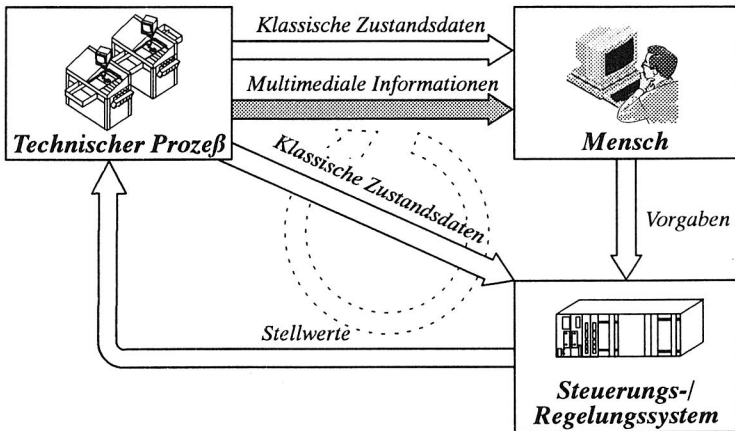 Klassische Zustandsdaten
Multimediale Informationen
Technischer Prozeß
Mensch
Klassische Zustandsdaten
Vorgaben
Stellwerte
Steuerungs-/
Regelungssystem